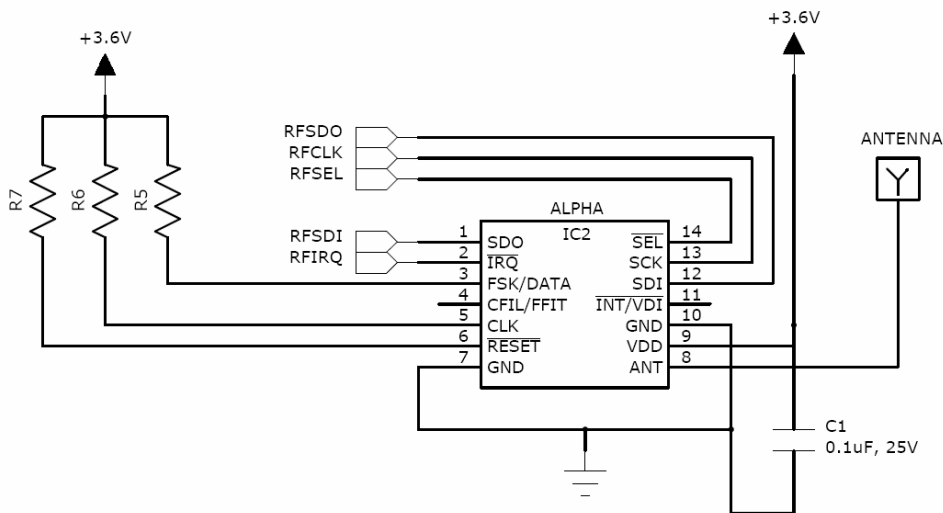 +3.6V
+3.6V
RFSDO
RFCLK
RFSEL
ANTENNA
R7
R6
R5
ALPHA
IC2
RFSDI
RFIRQ
1 SDO
2 IRQ
3 FSK/DATA
4 CFIL/FFIT
5 CLK
6 RESET
7 GND
SEL 14
SCK 13
SDI 12
INT/VDI 11
GND 10
VDD 9
ANT 8
C1
0.1uF, 25V